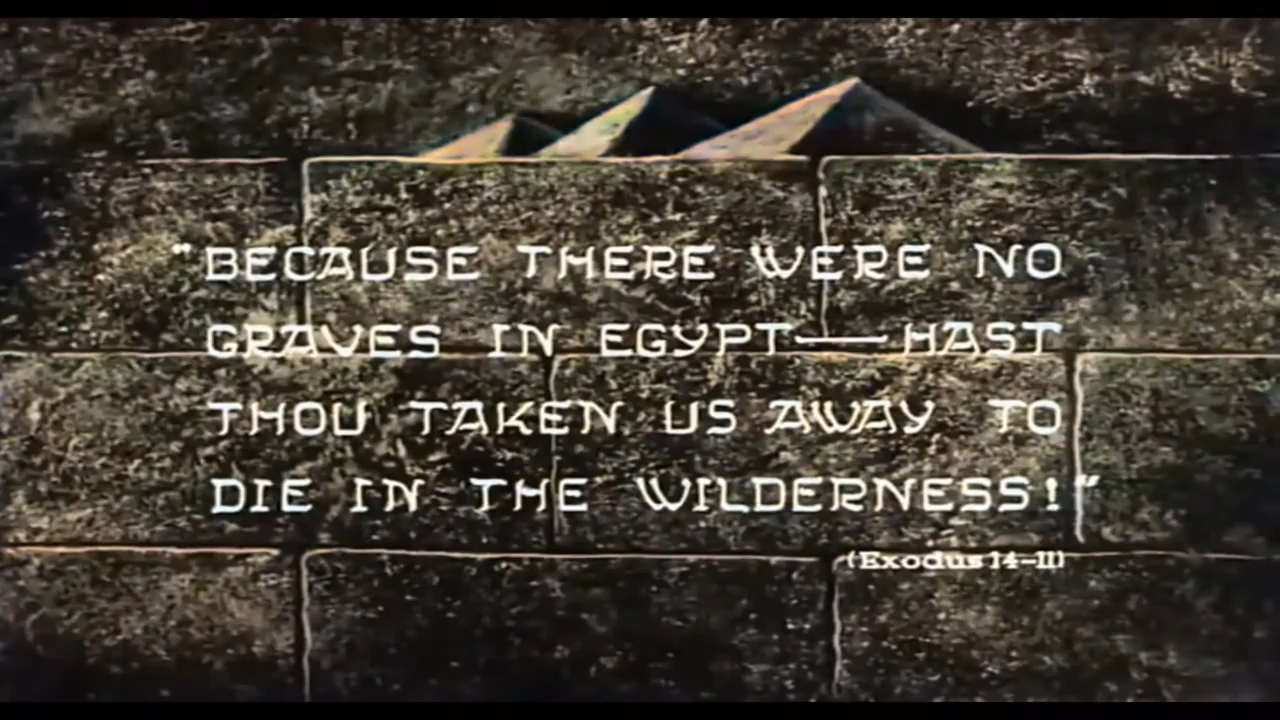 "BECAUSE THERE WERE NO
GRAVES IN EGYPT—HAST
THOU TAKEN US AWAY TO
DIE IN THE WILDERNESS!"
(Exodus 14-11)